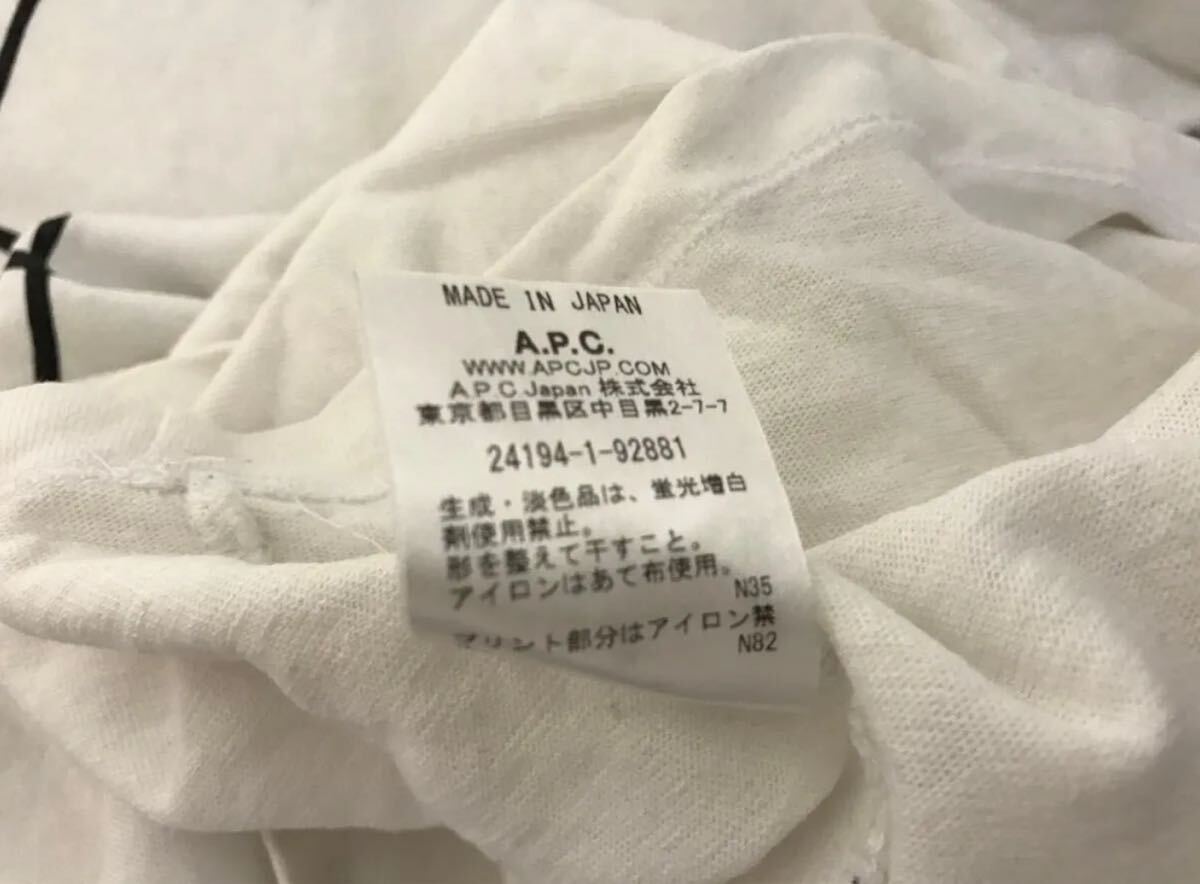 MADE IN JAPAN
A.P.C.
WWW.APCJP.COM
A.P.C.Japan 株式会社
東京都目黒区中目黒2-7-7
24194-1-92881
生成・淡色品は、蛍光増白
剤使用禁止。
形を整えて干すこと。
アイロンはあて布使用。
N35
プリント部分はアイロン禁
N82